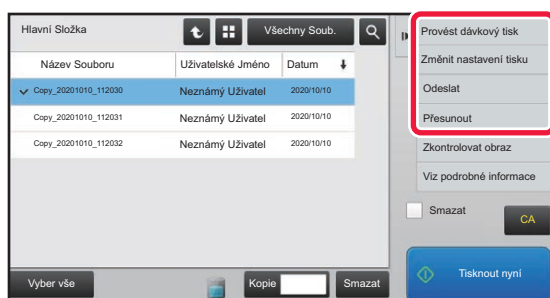 Hlavní Složka
Všechny Soub.
Název Souboru Uživatelské Jméno Datum
Copy_20201010_112030 Neznámý Uživatel 2020/10/10
Copy_20201010_112031 Neznámý Uživatel 2020/10/10
Copy_20201010_112032 Neznámý Uživatel 2020/10/10
Vyber vše
Kopie
Smazat
Provést dávkový tisk
Změnit nastavení tisku
Odeslat
Přesunout
Zkontrolovat obraz
Viz podrobné informace
Smazat
CA
Tisknout nyní